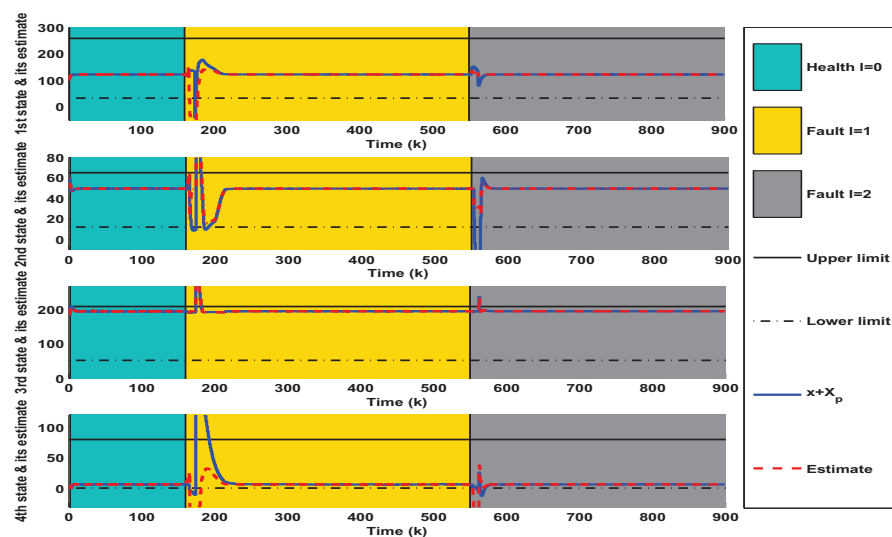 1st state & its estimate
300
200
100
0
100 200 300 400 500 600 700 800 900
Time (k)
2nd state & its estimate
80
60
40
20
0
0 100 200 300 400 500 600 700 800 900
Time (k)
3rd state & its estimate
200
100
0
0 100 200 300 400 500 600 700 800 900
Time (k)
4th state & its estimate
100
50
0
0 100 200 300 400 500 600 700 800 900
Time (k)
Health l=0
Fault l=1
Fault l=2
Upper limit
Lower limit
x+X_p
Estimate